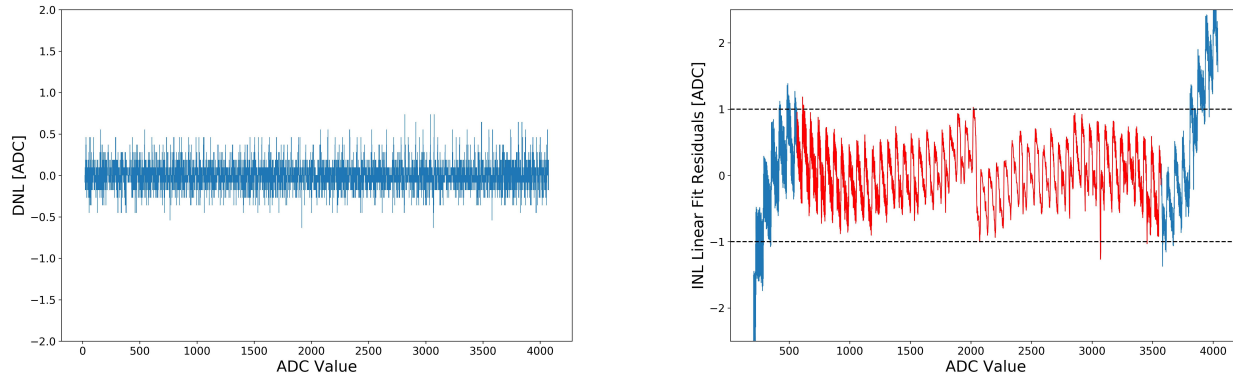 2.0
1.5
1.0
0.5
0.0
−0.5
−1.0
−1.5
−2.0
DNL [ADC]
0 500 1000 1500 2000 2500 3000 3500 4000
ADC Value
2
1
0
−1
−2
INL Linear Fit Residuals [ADC]
500 1000 1500 2000 2500 3000 3500 4000
ADC Value